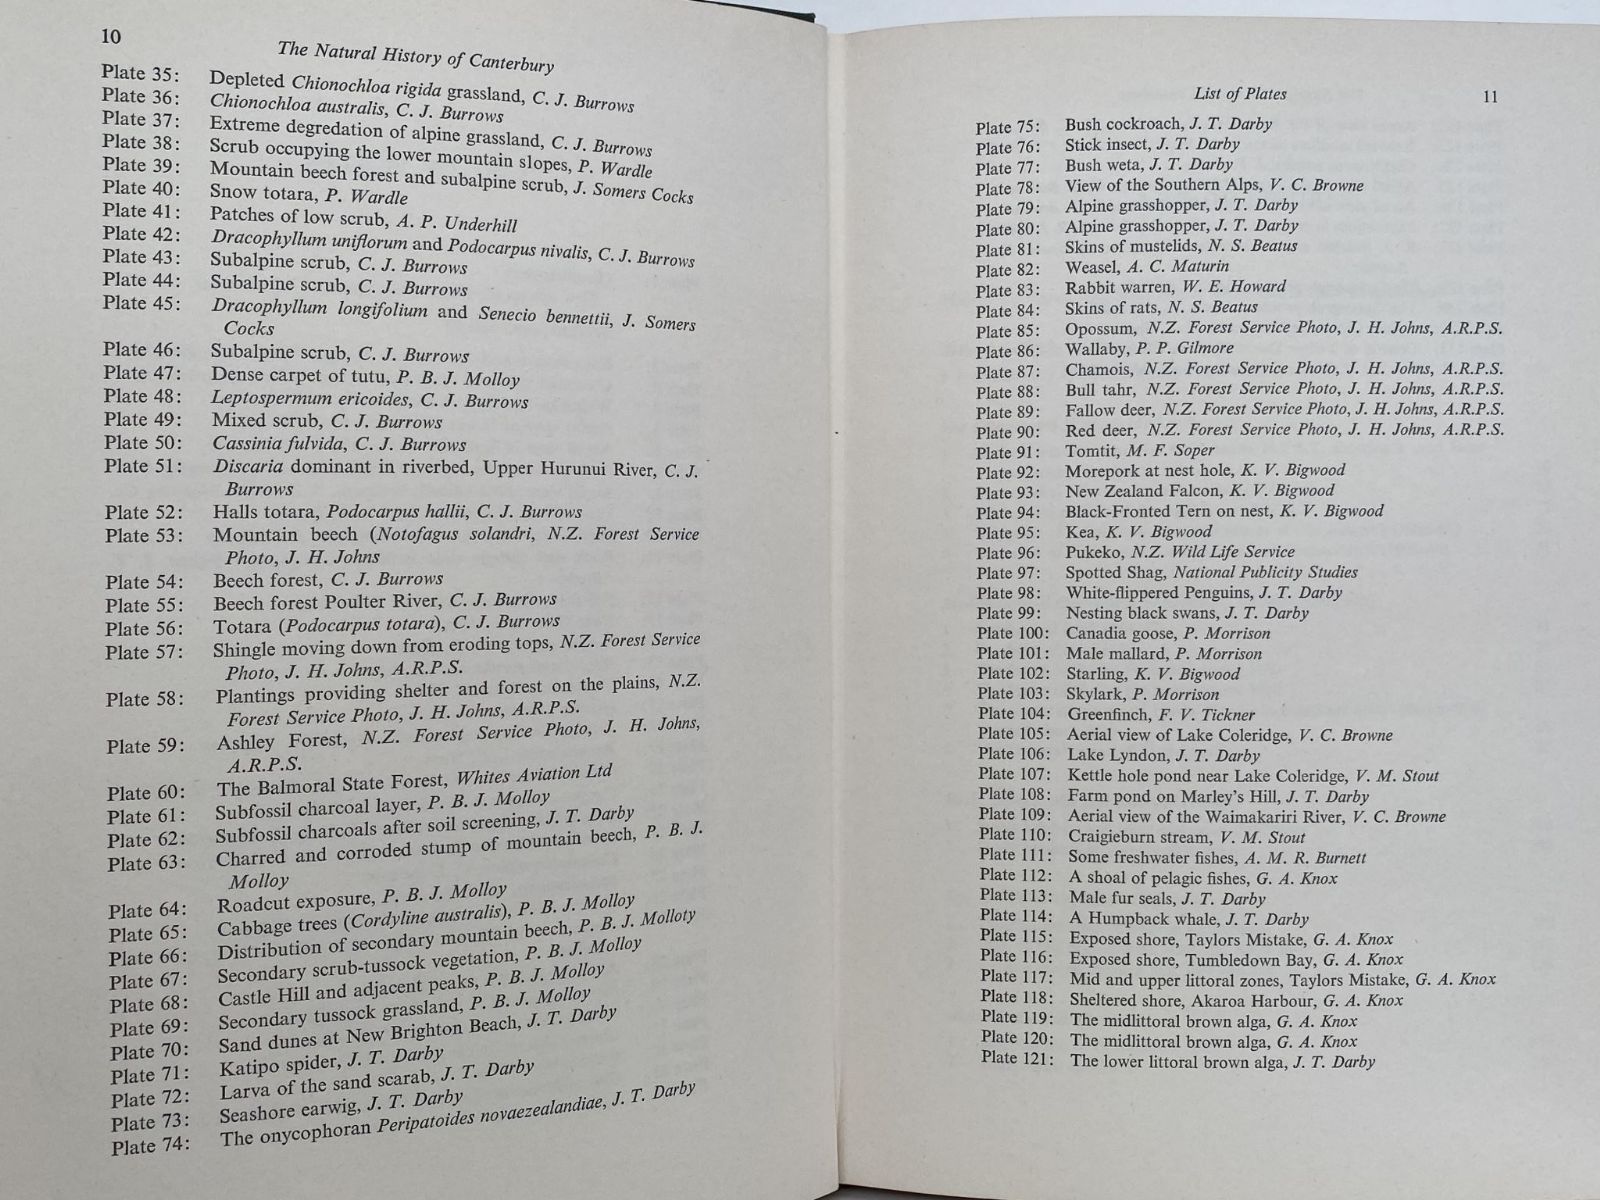 10
The Natural History of Canterbury
Plate 35: Depleted Chionochloa rigida grassland, C. J. Burrows
Plate 36: Chionochloa australis, C. J. Burrows
Plate 37: Extreme degredation of alpine grassland, C. J. Burrows
Plate 38: Scrub occupying the lower mountain slopes, P. Wardle
Plate 39: Mountain beech forest and subalpine scrub, J. Somers Cocks
Plate 40: Snow totara, P. Wardle
Plate 41: Patches of low scrub, A. P. Underhill
Plate 42: Dracophyllum uniflorum and Podocarpus nivalis, C. J. Burrows
Plate 43: Subalpine scrub, C. J. Burrows
Plate 44: Subalpine scrub, C. J. Burrows
Plate 45: Dracophyllum longifolium and Senecio bennettii, J. Somers
Cocks
Plate 46: Subalpine scrub, C. J. Burrows
Plate 47: Dense carpet of tutu, P. B. J. Molloy
Plate 48: Leptospermum ericoides, C. J. Burrows
Plate 49: Mixed scrub, C. J. Burrows
Plate 50: Cassinia fulvida, C. J. Burrows
Plate 51: Discaria dominant in riverbed, Upper Hurunui River, C. J.
Burrows
Plate 52: Halls totara, Podocarpus hallii, C. J. Burrows
Plate 53: Mountain beech (Notofagus solandri, N.Z. Forest Service
Photo, J. H. Johns
Plate 54: Beech forest, C. J. Burrows
Plate 55: Beech forest Poulter River, C. J. Burrows
Plate 56: Totara (Podocarpus totara), C. J. Burrows
Plate 57: Shingle moving down from eroding tops, N.Z. Forest Service
Photo, J. H. Johns, A.R.P.S.
Plate 58: Plantings providing shelter and forest on the plains, N.Z.
Forest Service Photo, J. H. Johns, A.R.P.S.
Plate 59: Ashley Forest, N.Z. Forest Service Photo, J. H. Johns,
A.R.P.S.
Plate 60: The Balmoral State Forest, Whites Aviation Ltd
Plate 61: Subfossil charcoal layer, P. B. J. Molloy
Plate 62: Subfossil charcoals after soil screening, J. T. Darby
Plate 63: Charred and corroded stump of mountain beech, P. B. J.
Molloy
Plate 64: Roadcut exposure, P. B. J. Molloy
Plate 65: Cabbage trees (Cordyline australis), P. B. J. Molloy
Plate 66: Distribution of secondary mountain beech, P. B. J. Molloty
Plate 67: Secondary scrub-tussock vegetation, P. B. J. Molloy
Plate 68: Castle Hill and adjacent peaks, P. B. J. Molloy
Plate 69: Secondary tussock grassland, P. B. J. Molloy
Plate 70: Sand dunes at New Brighton Beach, J. T. Darby
Plate 71: Katipo spider, J. T. Darby
Plate 72: Larva of the sand scarab, J. T. Darby
Plate 73: Seashore earwig, J. T. Darby
Plate 74: The onycophoran Peripatoides novaezealandiae, J. T. Darby
List of Plates 11
Plate 75: Bush cockroach, J. T. Darby
Plate 76: Stick insect, J. T. Darby
Plate 77: Bush weta, J. T. Darby
Plate 78: View of the Southern Alps, V. C. Browne
Plate 79: Alpine grasshopper, J. T. Darby
Plate 80: Alpine grasshopper, J. T. Darby
Plate 81: Skins of mustelids, N. S. Beatus
Plate 82: Weasel, A. C. Maturin
Plate 83: Rabbit warren, W. E. Howard
Plate 84: Skins of rats, N. S. Beatus
Plate 85: Opossum, N.Z. Forest Service Photo, J. H. Johns, A.R.P.S.
Plate 86: Wallaby, P. P. Gilmore
Plate 87: Chamois, N.Z. Forest Service Photo, J. H. Johns, A.R.P.S.
Plate 88: Bull tahr, N.Z. Forest Service Photo, J. H. Johns, A.R.P.S.
Plate 89: Fallow deer, N.Z. Forest Service Photo, J. H. Johns, A.R.P.S.
Plate 90: Red deer, N.Z. Forest Service Photo, J. H. Johns, A.R.P.S.
Plate 91: Tomtit, M. F. Soper
Plate 92: Morepork at nest hole, K. V. Bigwood
Plate 93: New Zealand Falcon, K. V. Bigwood
Plate 94: Black-Fronted Tern on nest, K. V. Bigwood
Plate 95: Kea, K. V. Bigwood
Plate 96: Pukeko, N.Z. Wild Life Service
Plate 97: Spotted Shag, National Publicity Studies
Plate 98: White-flippered Penguins, J. T. Darby
Plate 99: Nesting black swans, J. T. Darby
Plate 100: Canadia goose, P. Morrison
Plate 101: Male mallard, P. Morrison
Plate 102: Starling, K. V. Bigwood
Plate 103: Skylark, P. Morrison
Plate 104: Greenfinch, F. V. Tickner
Plate 105: Aerial view of Lake Coleridge, V. C. Browne
Plate 106: Lake Lyndon, J. T. Darby
Plate 107: Kettle hole pond near Lake Coleridge, V. M. Stout
Plate 108: Farm pond on Marley's Hill, J. T. Darby
Plate 109: Aerial view of the Waimakariri River, V. C. Browne
Plate 110: Craigieburn stream, V. M. Stout
Plate 111: Some freshwater fishes, A. M. R. Burnett
Plate 112: A shoal of pelagic fishes, G. A. Knox
Plate 113: Male fur seals, J. T. Darby
Plate 114: A Humpback whale, J. T. Darby
Plate 115: Exposed shore, Taylors Mistake, G. A. Knox
Plate 116: Exposed shore, Tumbledown Bay, G. A. Knox
Plate 117: Mid and upper littoral zones, Taylors Mistake, G. A. Knox
Plate 118: Sheltered shore, Akaroa Harbour, G. A. Knox
Plate 119: The midlittoral brown alga, G. A. Knox
Plate 120: The midlittoral brown alga, G. A. Knox
Plate 121: The lower littoral brown alga, J. T. Darby